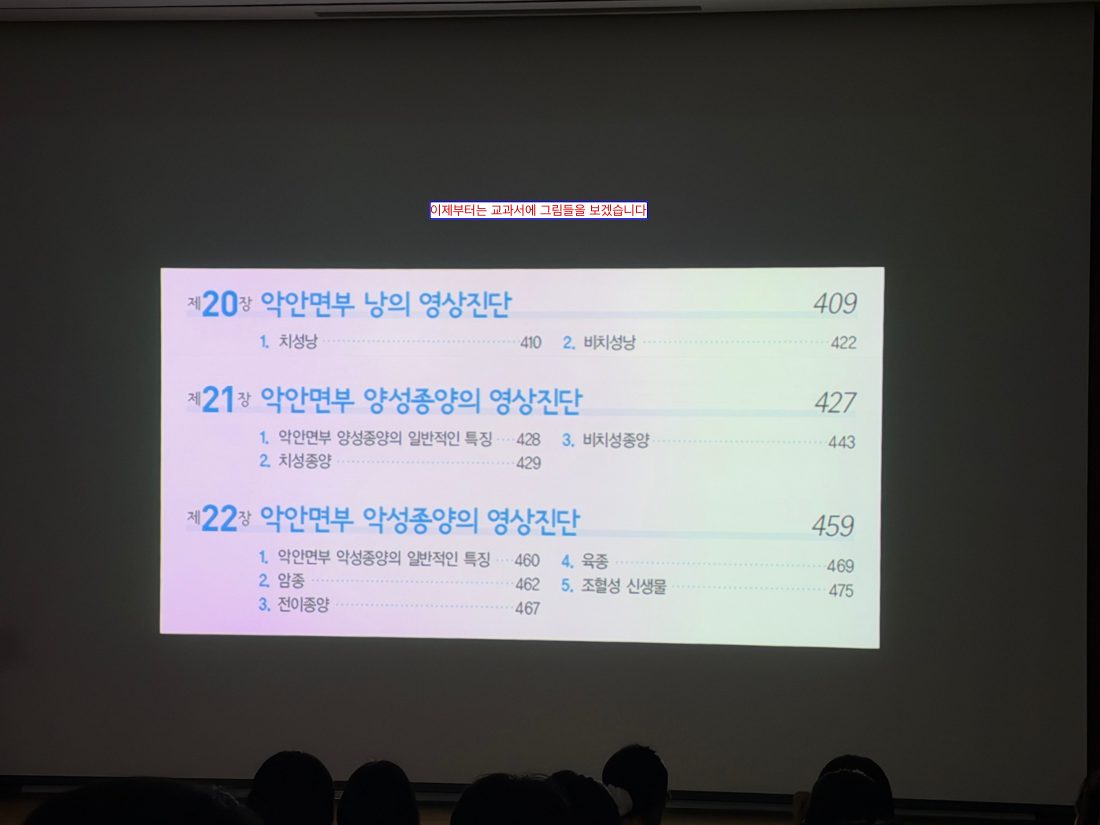 이제부터는 교과서에 그림들을 보겠습니다
제20장 악안면부 낭의 영상진단 409
1. 치성낭 410 2. 비치성낭 422
제21장 악안면부 양성종양의 영상진단 427
1. 악안면부 양성종양의 일반적인 특징 428 3. 비치성종양 443
2. 치성종양 429
제22장 악안면부 악성종양의 영상진단 459
1. 악안면부 악성종양의 일반적인 특징 460 4. 육종 469
2. 암종 462 5. 조혈성 신생물 475
3. 전이종양 467